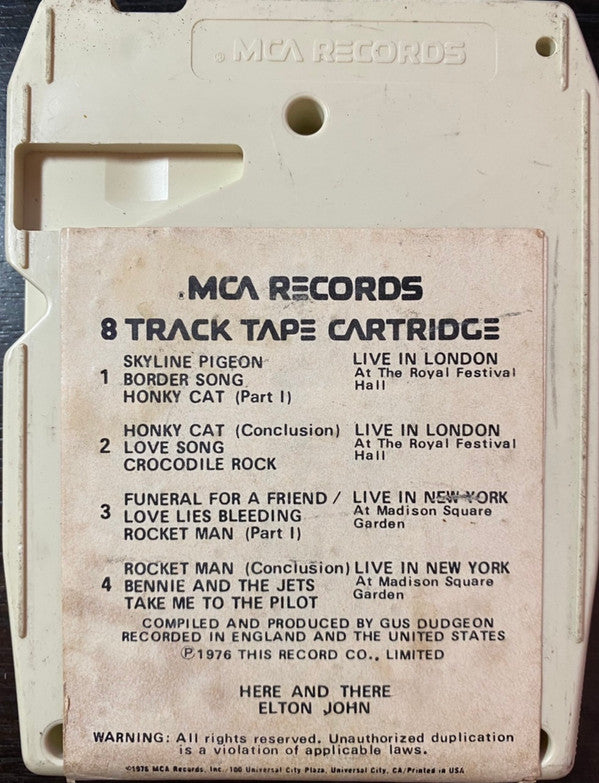 ® MCA RECORDS
.MCA RECORDS
8 TRACK TAPE CARTRIDGE
1 SKYLINE PIGEON LIVE IN LONDON
BORDER SONG At The Royal Festival
HONKY CAT (Part I) Hall
2 HONKY CAT (Conclusion) LIVE IN LONDON
LOVE SONG At The Royal Festival
CROCODILE ROCK Hall
3 FUNERAL FOR A FRIEND / LIVE IN NEW YORK
LOVE LIES BLEEDING At Madison Square
ROCKET MAN (Part I) Garden
4 ROCKET MAN (Conclusion) LIVE IN NEW YORK
BENNIE AND THE JETS At Madison Square
TAKE ME TO THE PILOT Garden
COMPILED AND PRODUCED BY GUS DUDGEON
RECORDED IN ENGLAND AND THE UNITED STATES
℗1976 THIS RECORD CO., LIMITED
HERE AND THERE
ELTON JOHN
WARNING: All rights reserved. Unauthorized duplication
is a violation of applicable laws.
©1976 MCA Records, Inc./100 Universal City Plaza, Universal City, CA/Printed in USA